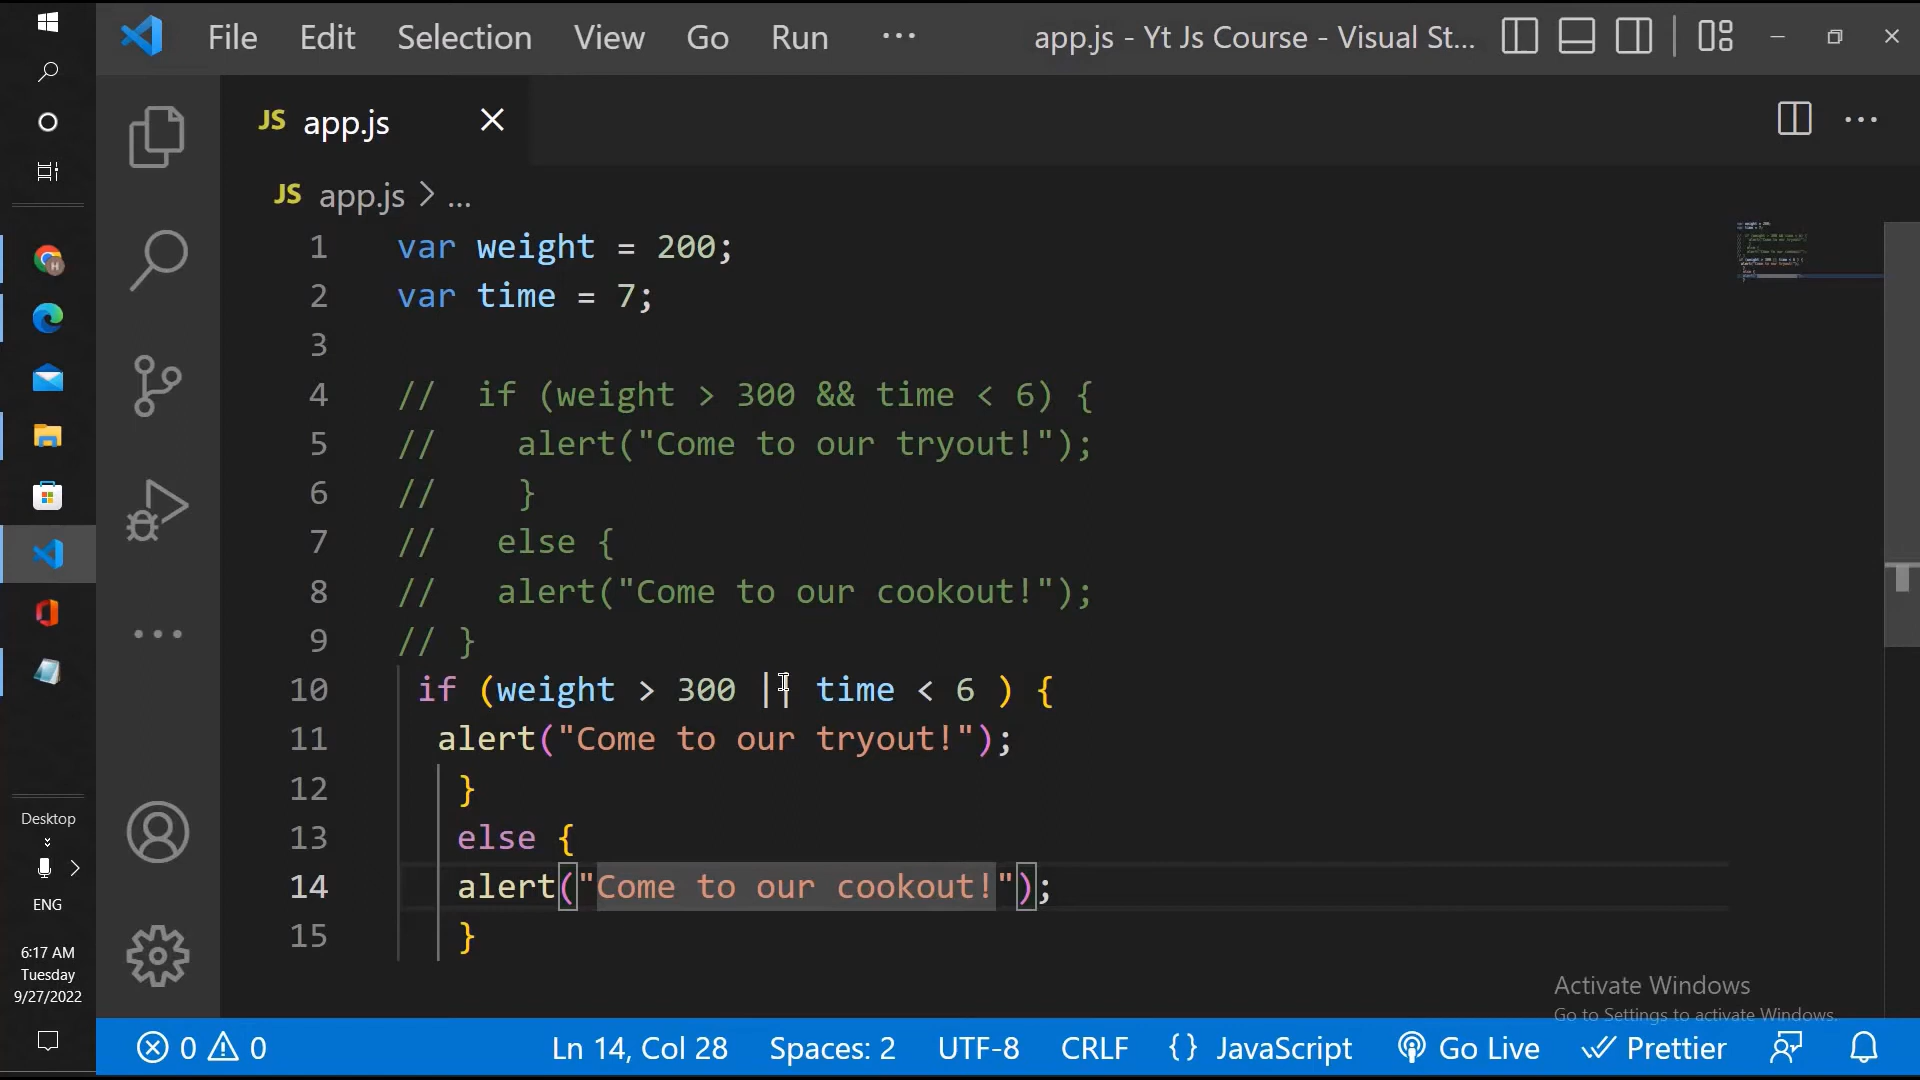 File Edit Selection View Go Run ··· app.js - Yt Js Course - Visual St...
JS app.js
JS app.js > ...
1 var weight = 200;
2 var time = 7;
3
4 //  if (weight > 300 && time < 6) {
5 //    alert("Come to our tryout!");
6 //    }
7 //   else {
8 //   alert("Come to our cookout!");
9 // }
10 if (weight > 300 || time < 6 ) {
11 alert("Come to our tryout!");
12 }
13 else {
14 alert("Come to our cookout!");
15 }
Desktop
ENG
6:17 AM
Tuesday
9/27/2022
Activate Windows
Go to Settings to activate Windows.
0 0 Ln 14, Col 28 Spaces: 2 UTF-8 CRLF {} JavaScript Go Live Prettier